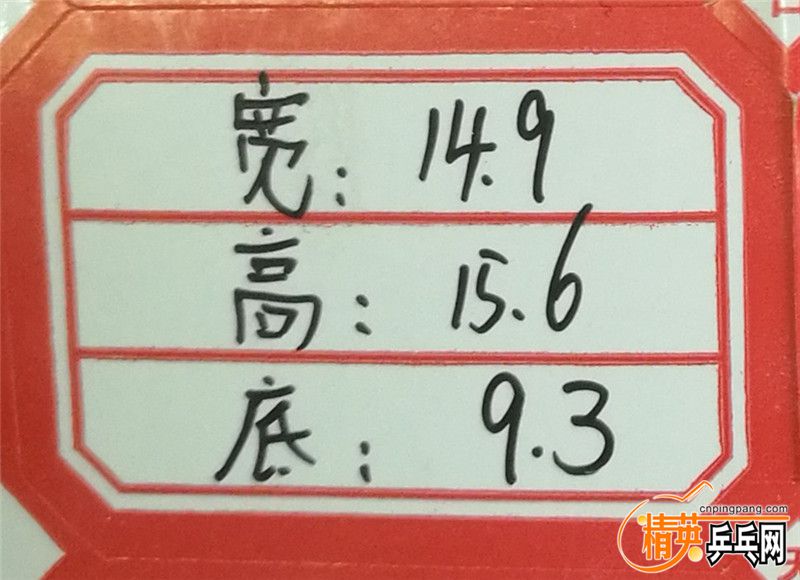 宽: 14.9
高: 15.6
底: 9.3
cnpingpang.com
精英乒乓网